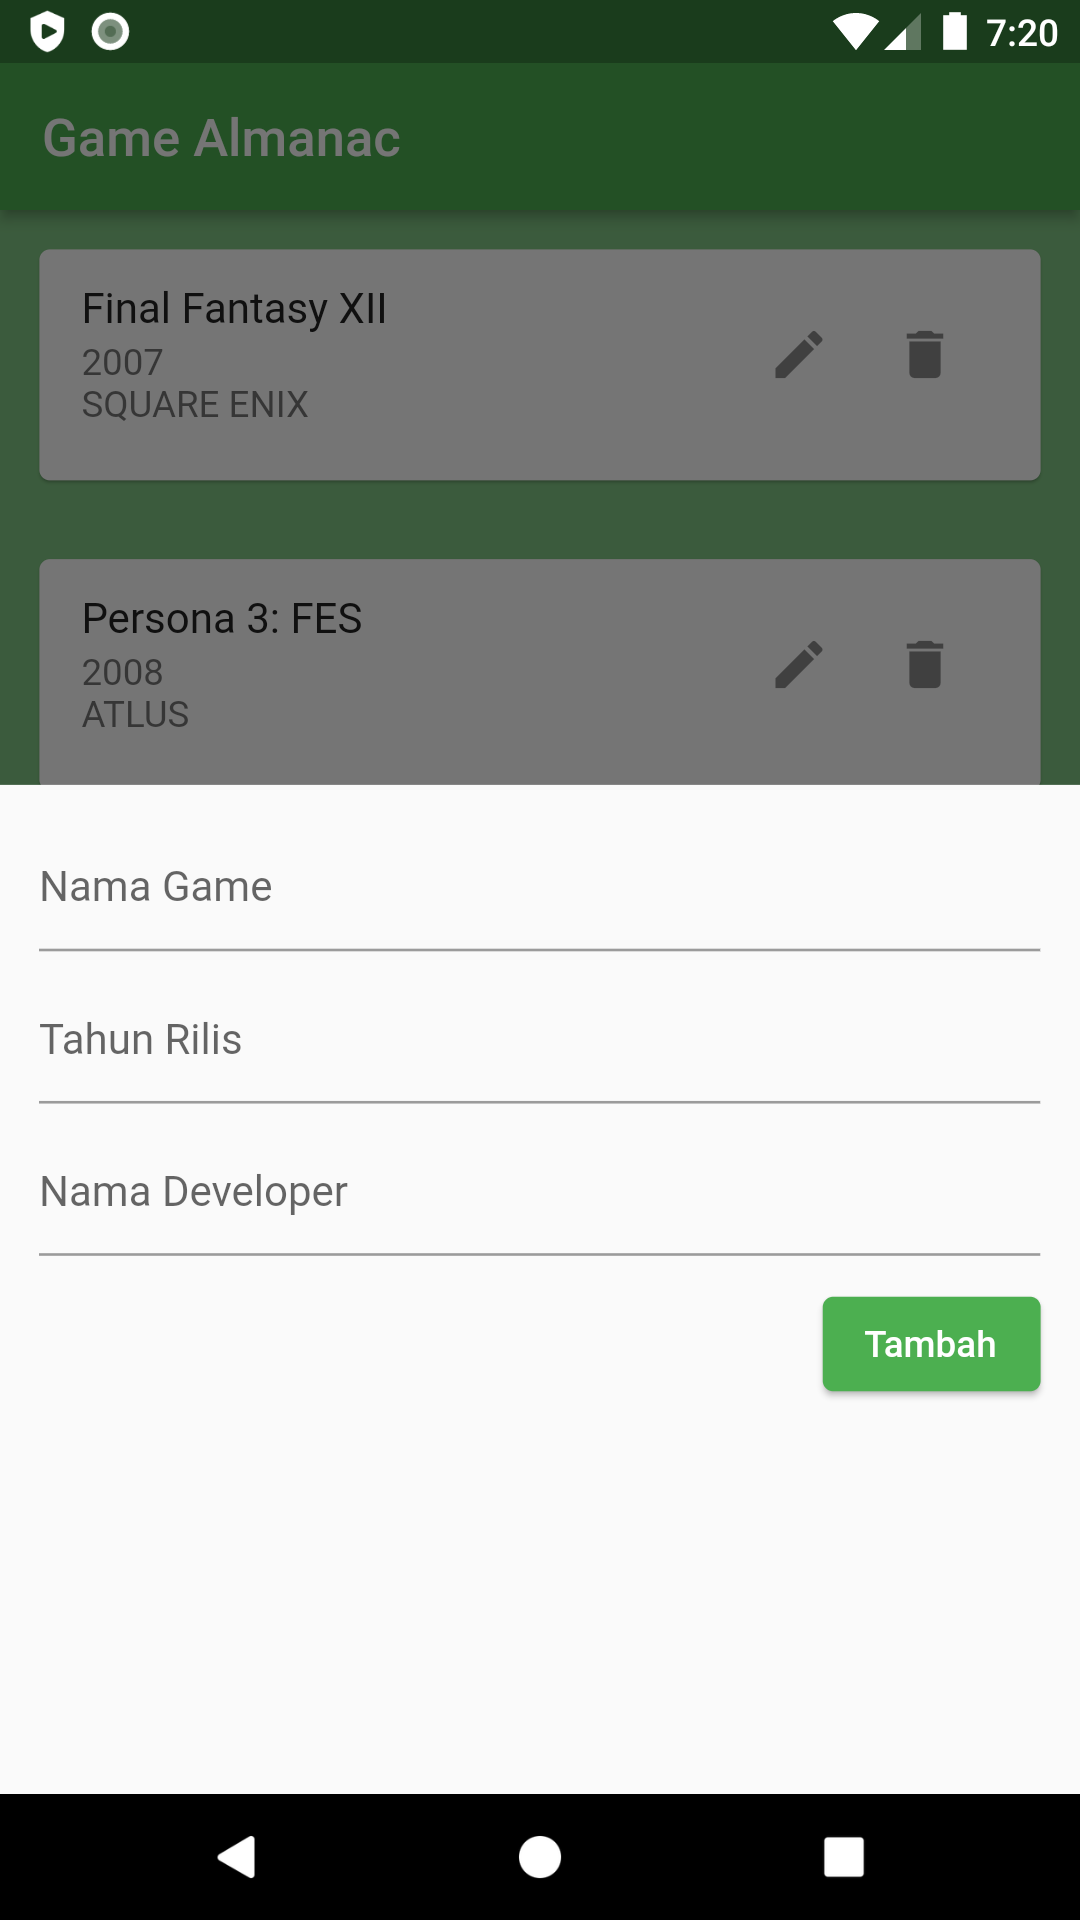 7:20
Game Almanac
Final Fantasy XII
2007
SQUARE ENIX
Persona 3: FES
2008
ATLUS
Nama Game
Tahun Rilis
Nama Developer
Tambah